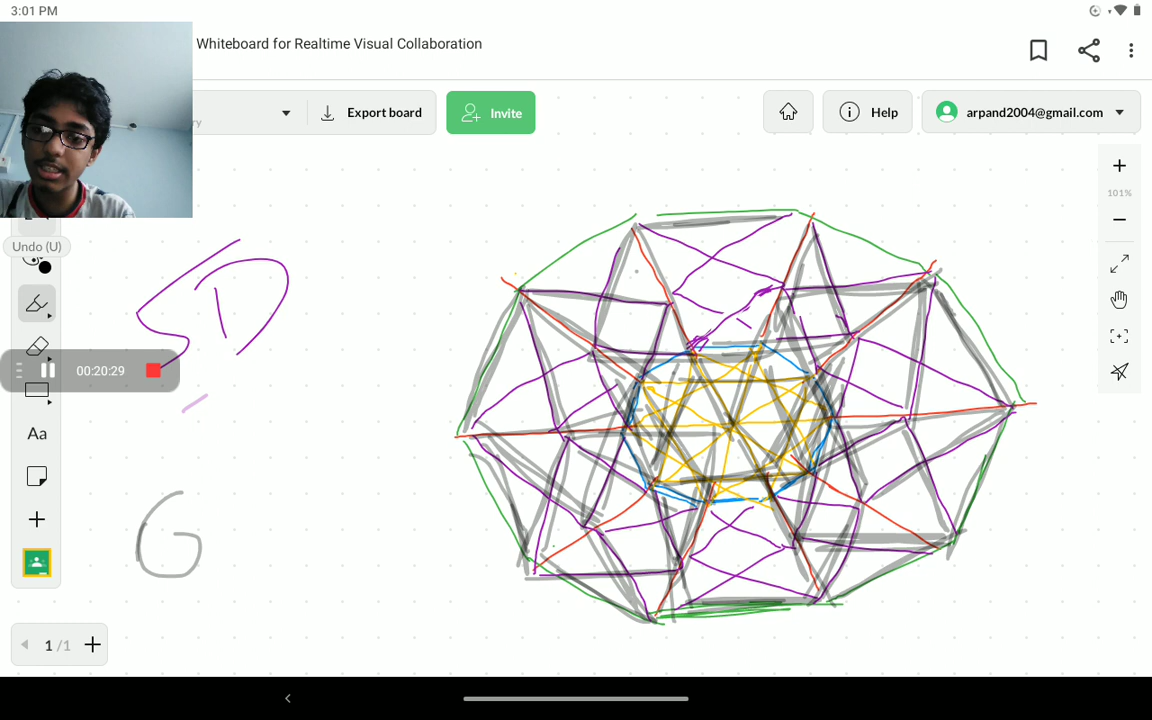 3:01 PM
Whiteboard for Realtime Visual Collaboration
Export board
Invite
Help
arpand2004@gmail.com
101%
Undo (U)
5D
00:20:29
Aa
G
1 /1